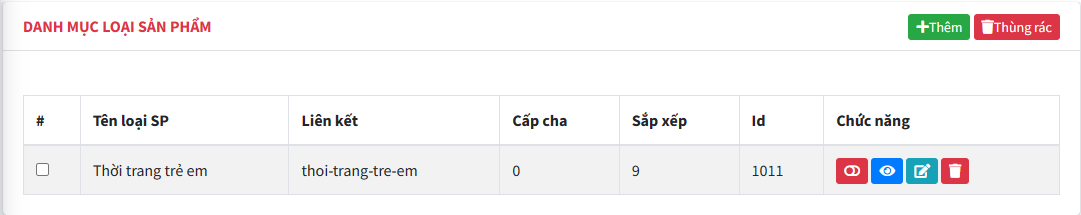 DANH MỤC LOẠI SẢN PHẨM
Thêm
Thùng rác
# Tên loại SP Liên kết Cấp cha Sắp xếp Id Chức năng
Thời trang trẻ em thoi-trang-tre-em 0 9 1011